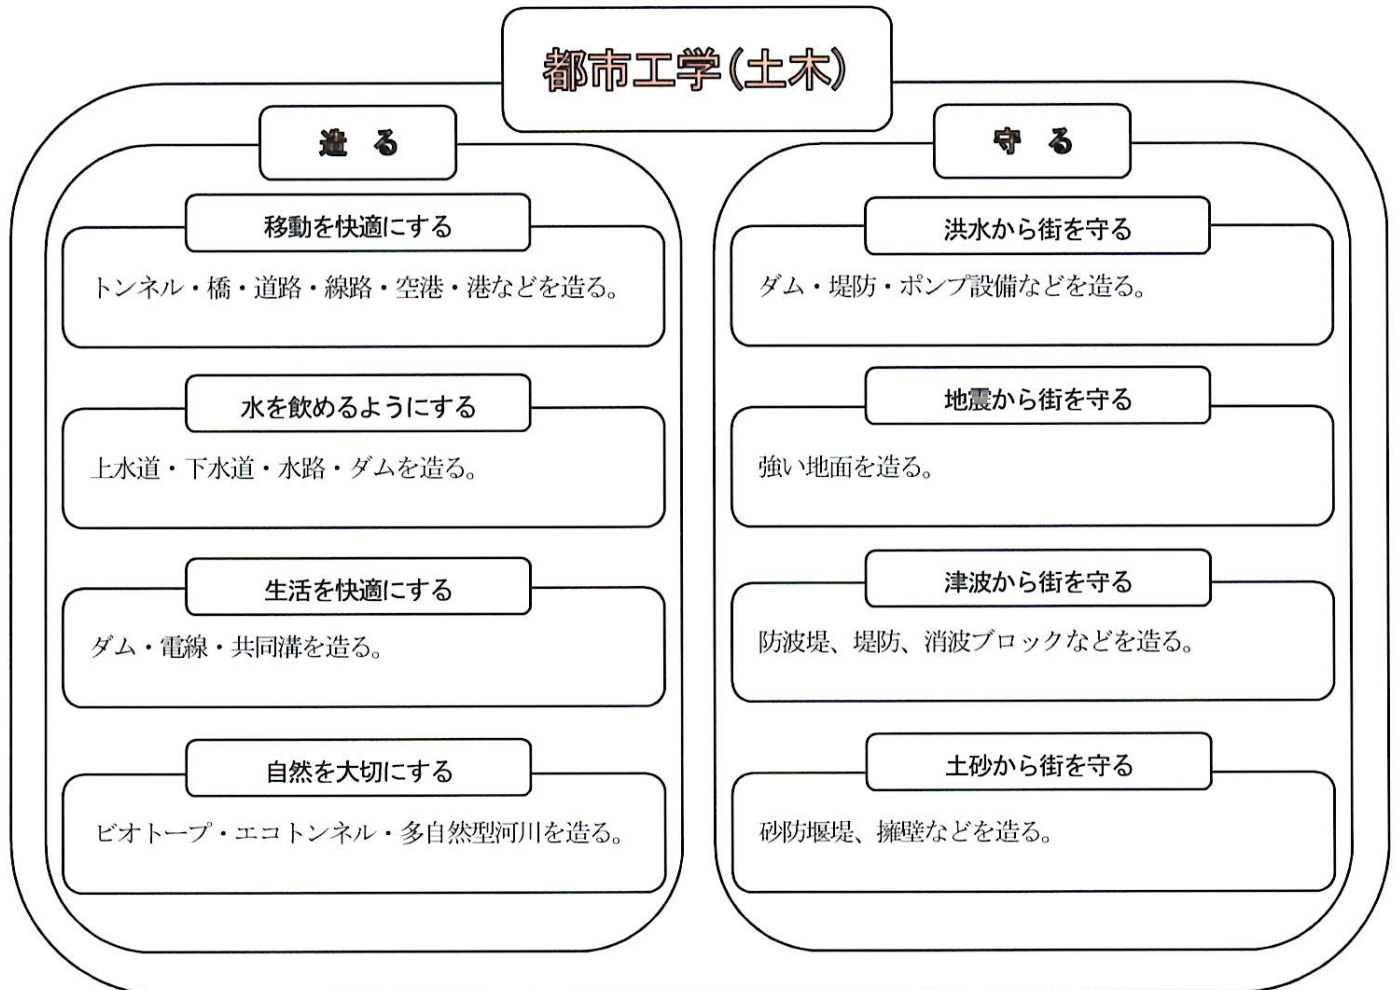 都市工学(土木)
造 る
移動を快適にする
トンネル・橋・道路・線路・空港・港などを造る。
水を飲めるようにする
上水道・下水道・水路・ダムを造る。
生活を快適にする
ダム・電線・共同溝を造る。
自然を大切にする
ビオトープ・エコトンネル・多自然型河川を造る。
守 る
洪水から街を守る
ダム・堤防・ポンプ設備などを造る。
地震から街を守る
強い地面を造る。
津波から街を守る
防波堤、堤防、消波ブロックなどを造る。
土砂から街を守る
砂防堰堤、擁壁などを造る。